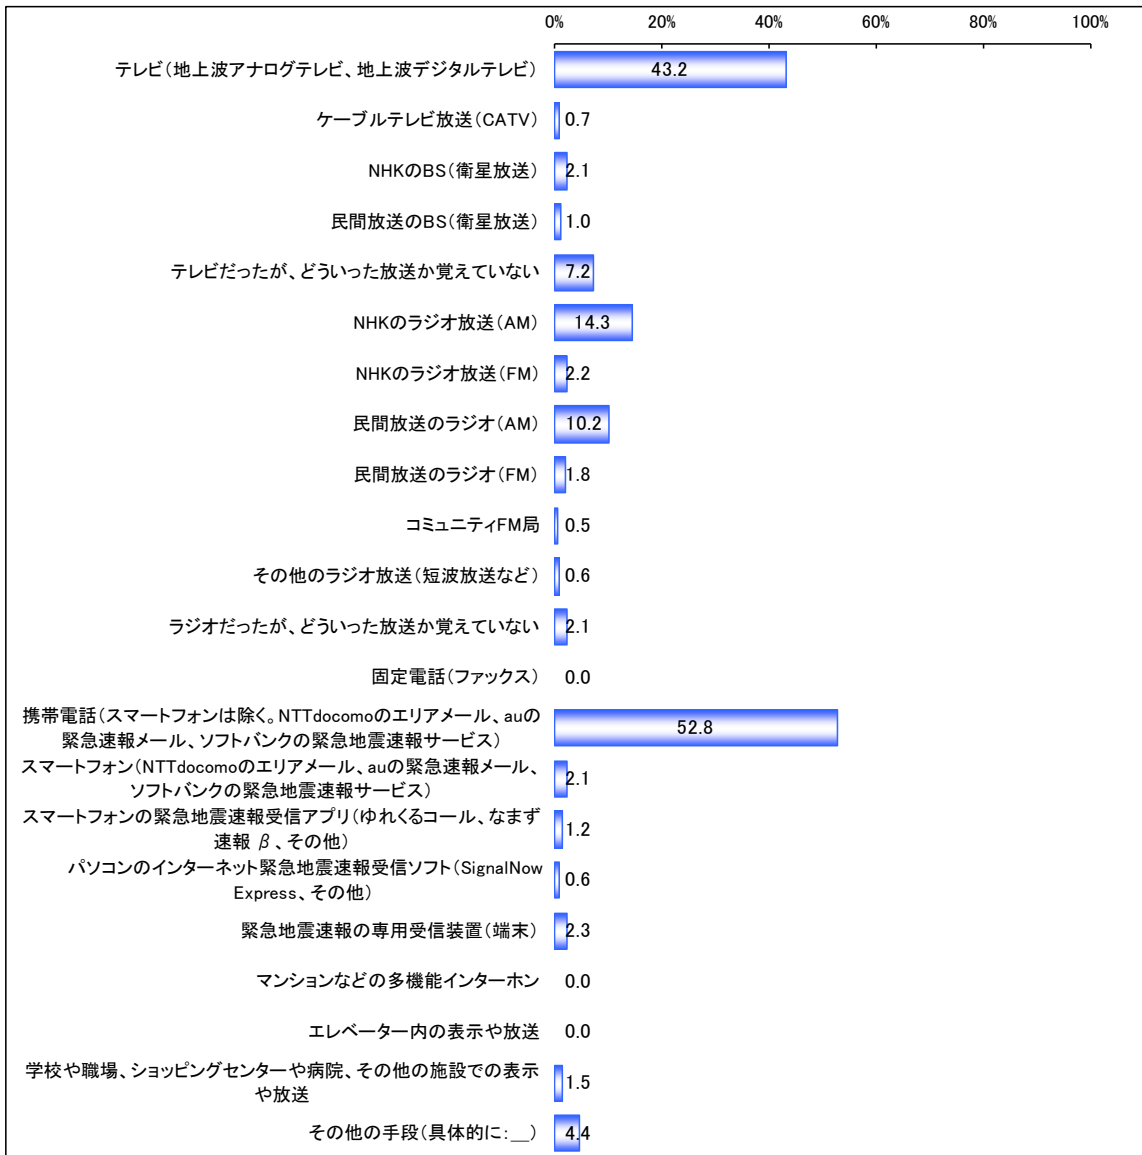 0% 20% 40% 60% 80% 100%
テレビ(地上波アナログテレビ、地上波デジタルテレビ) 43.2
ケーブルテレビ放送(CATV) 0.7
NHKのBS(衛星放送) 2.1
民間放送のBS(衛星放送) 1.0
テレビだったが、どういった放送か覚えていない 7.2
NHKのラジオ放送(AM) 14.3
NHKのラジオ放送(FM) 2.2
民間放送のラジオ(AM) 10.2
民間放送のラジオ(FM) 1.8
コミュニティFM局 0.5
その他のラジオ放送(短波放送など) 0.6
ラジオだったが、どういった放送か覚えていない 2.1
固定電話(ファックス) 0.0
携帯電話(スマートフォンは除く。NTTdocomoのエリアメール、auの
緊急速報メール、ソフトバンクの緊急地震速報サービス) 52.8
スマートフォン(NTTdocomoのエリアメール、auの緊急速報メール、
ソフトバンクの緊急地震速報サービス) 2.1
スマートフォンの緊急地震速報受信アプリ(ゆれくるコール、なまず
速報 β、その他) 1.2
パソコンのインターネット緊急地震速報受信ソフト(SignalNow
Express、その他) 0.6
緊急地震速報の専用受信装置(端末) 2.3
マンションなどの多機能インターホン 0.0
エレベーター内の表示や放送 0.0
学校や職場、ショッピングセンターや病院、その他の施設での表示
や放送 1.5
その他の手段(具体的に:__) 4.4